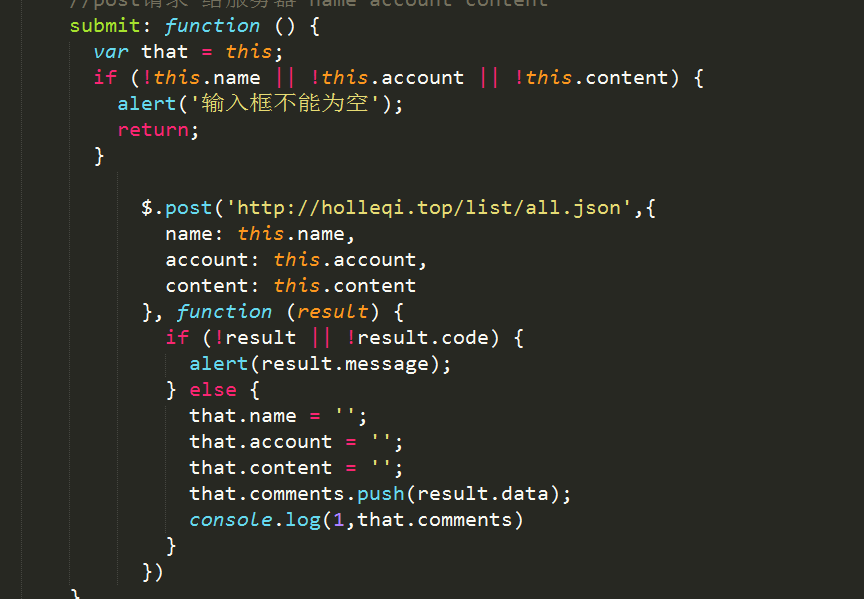 //post请求 给服务器 name account content
submit: function () {
var that = this;
if (!this.name || !this.account || !this.content) {
alert('输入框不能为空');
return;
}
$.post('http://holleqi.top/list/all.json',{
name: this.name,
account: this.account,
content: this.content
}, function (result) {
if (!result || !result.code) {
alert(result.message);
} else {
that.name = '';
that.account = '';
that.content = '';
that.comments.push(result.data);
console.log(1,that.comments)
}
})
}